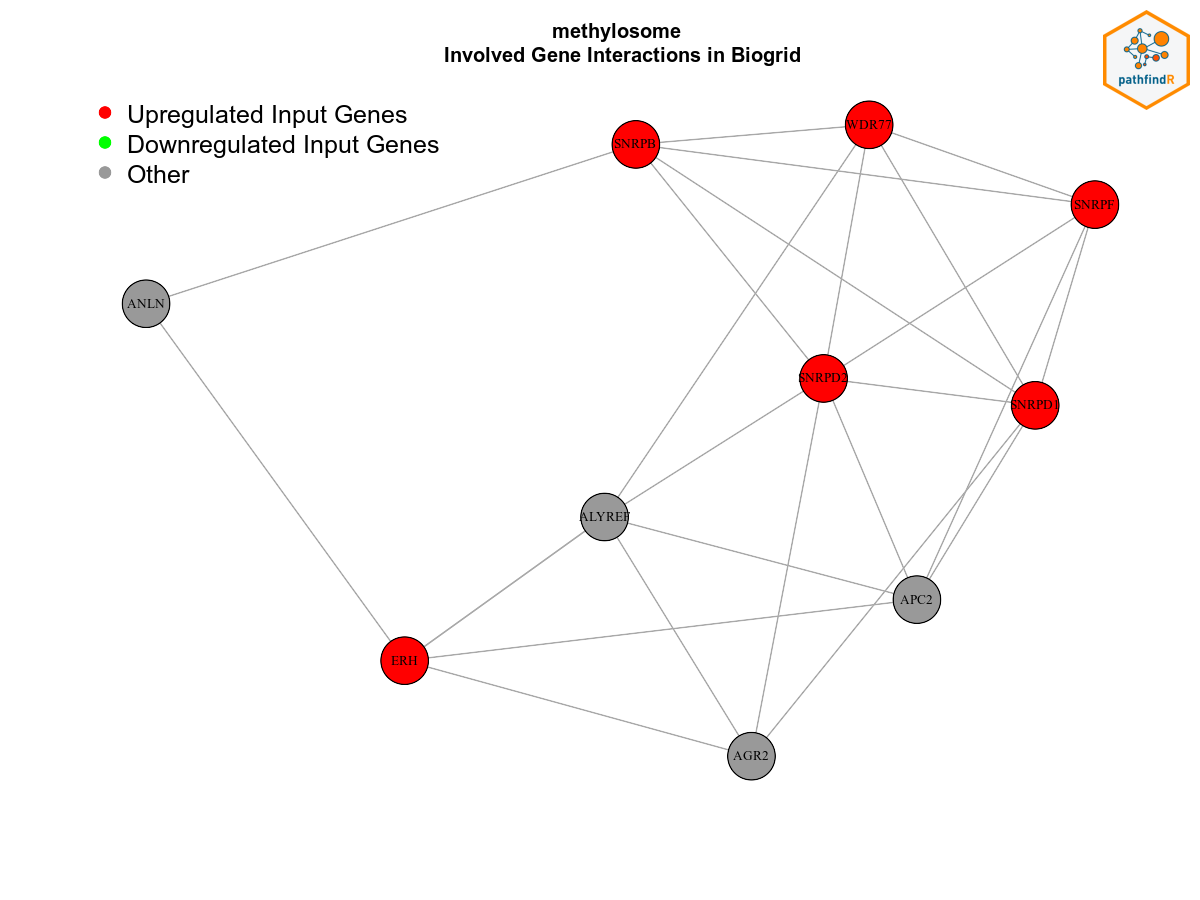 methylosome
Involved Gene Interactions in Biogrid
pathfindR
Upregulated Input Genes
Downregulated Input Genes
Other
WDR77
SNRPB
SNRPF
ANLN
SNRPD2
SNRPD1
ALYREF
APC2
ERH
AGR2